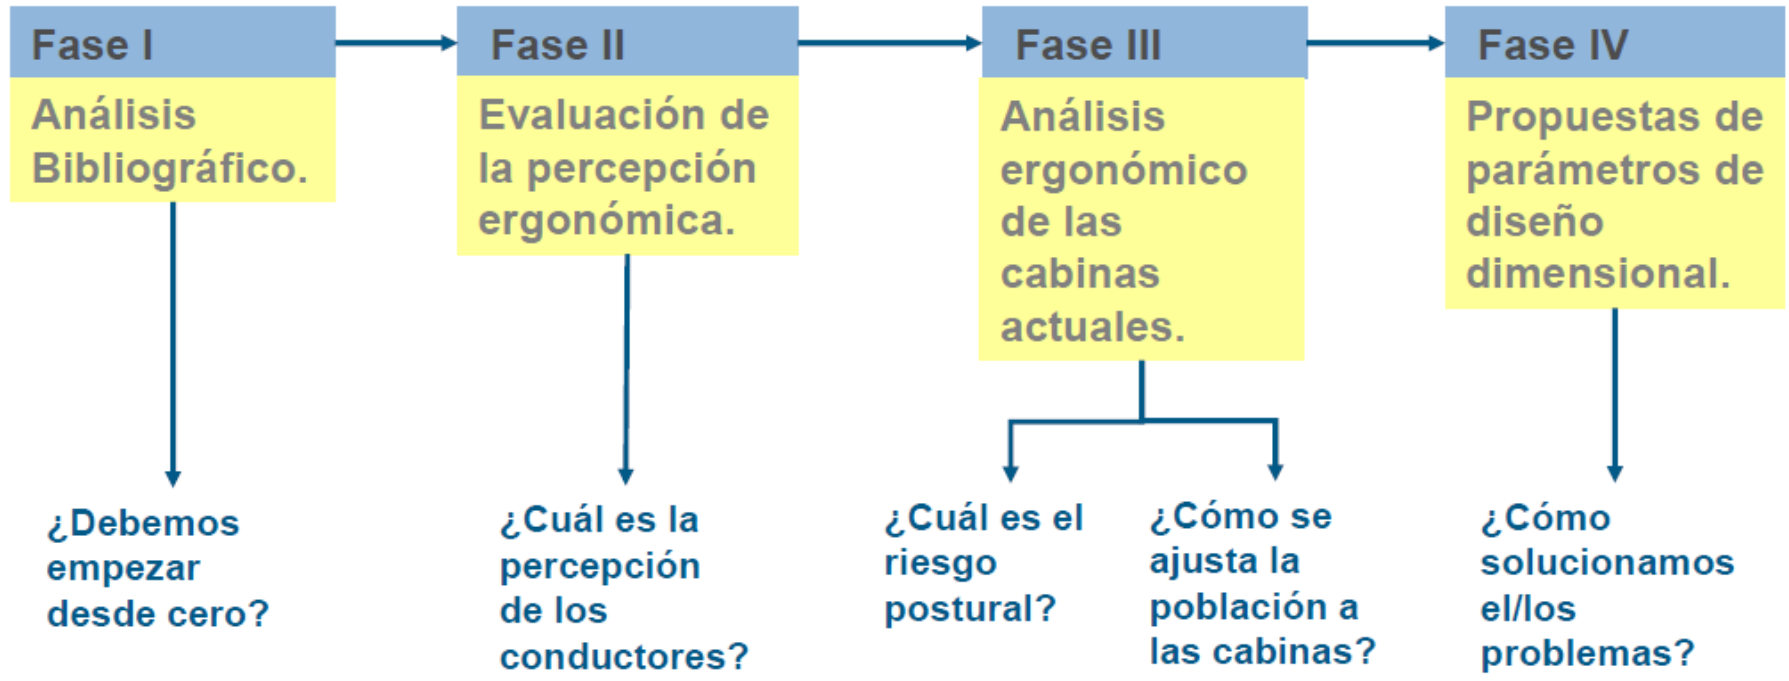 Fase I
Análisis
Bibliográfico.
¿Debemos
empezar
desde cero?
Fase II
Evaluación de
la percepción
ergonómica.
¿Cuál es la
percepción
de los
conductores?
Fase III
Análisis
ergonómico
de las
cabinas
actuales.
¿Cuál es el
riesgo
postural?
¿Cómo se
ajusta la
población a
las cabinas?
Fase IV
Propuestas de
parámetros de
diseño
dimensional.
¿Cómo
solucionamos
el/los
problemas?